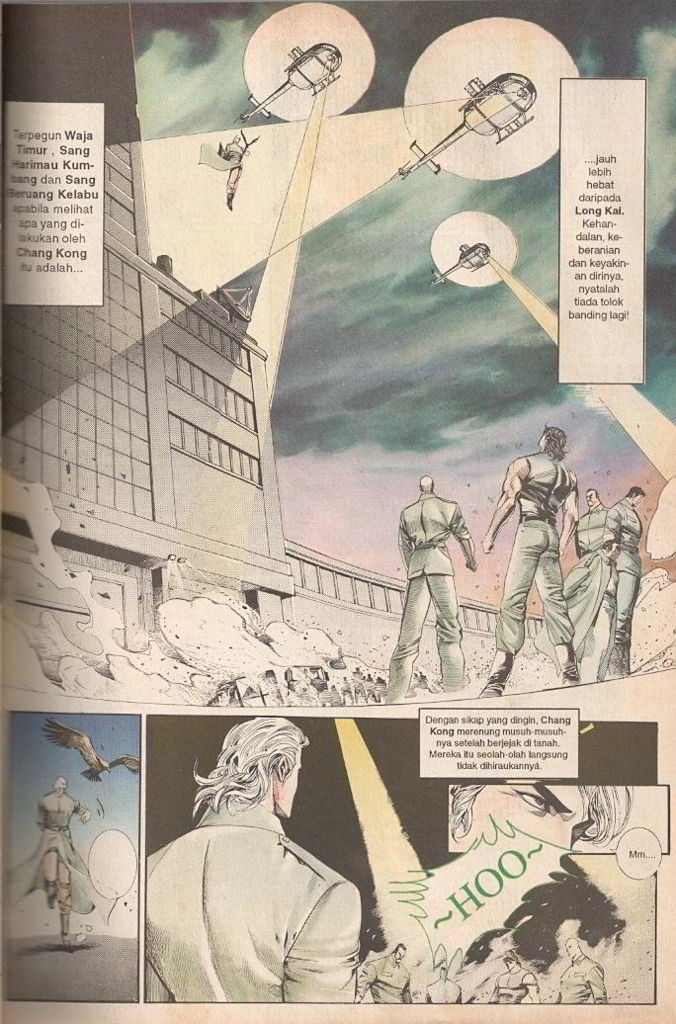 Terpegun Waja
Timur , Sang
Harimau Kum-
bang dan Sang
Beruang Kelabu
apabila melihat
apa yang di-
lakukan oleh
Chang Kong
itu adalah...
....jauh
lebih
hebat
daripada
Long Kai.
Kehan-
dalan, ke-
beranian
dan keyakin-
an dirinya,
nyatalah
tiada tolok
banding lagi!
Dengan sikap yang dingin, Chang
Kong merenung musuh-musuh-
nya setelah berjejak di tanah.
Mereka itu seolah-olah langsung
tidak dihiraukannya.
Mm....
~HOO~